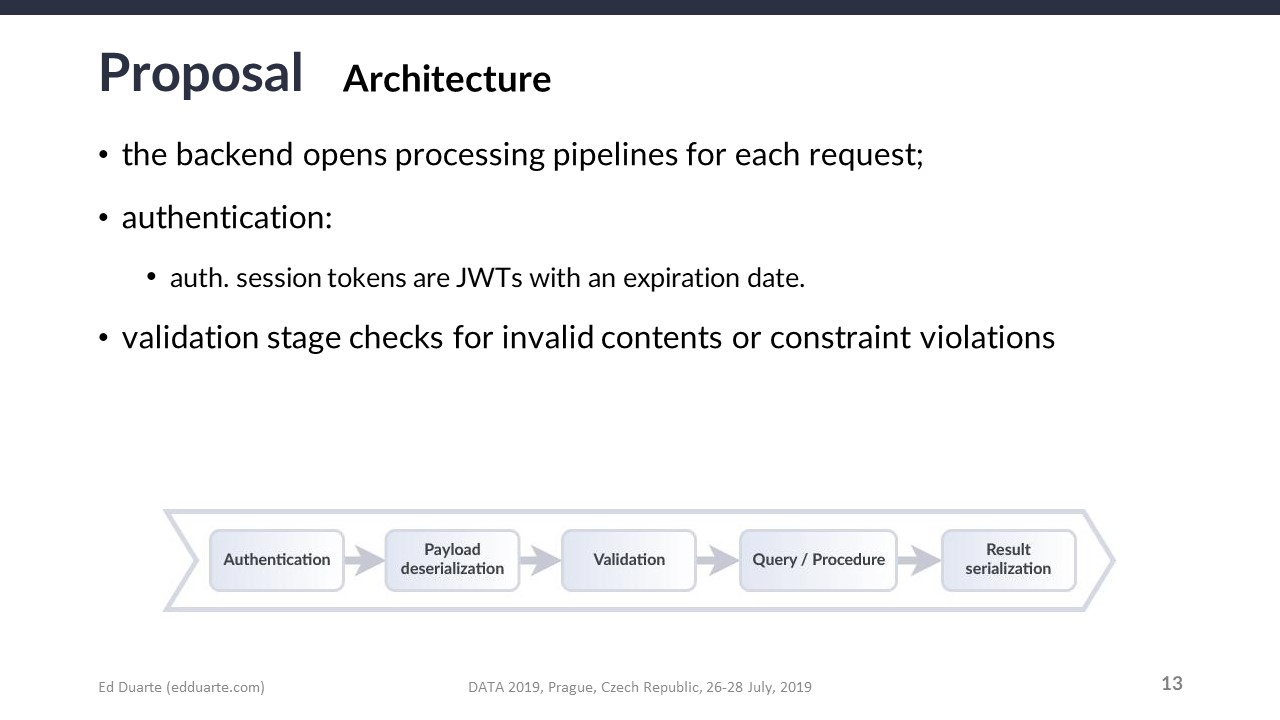 Proposal Architecture
• the backend opens processing pipelines for each request;
• authentication:
• auth. session tokens are JWTs with an expiration date.
• validation stage checks for invalid contents or constraint violations
Authentication
Payload
deserialization
Validation
Query / Procedure
Result
serialization
Ed Duarte (edduarte.com)
DATA 2019, Prague, Czech Republic, 26-28 July, 2019
13